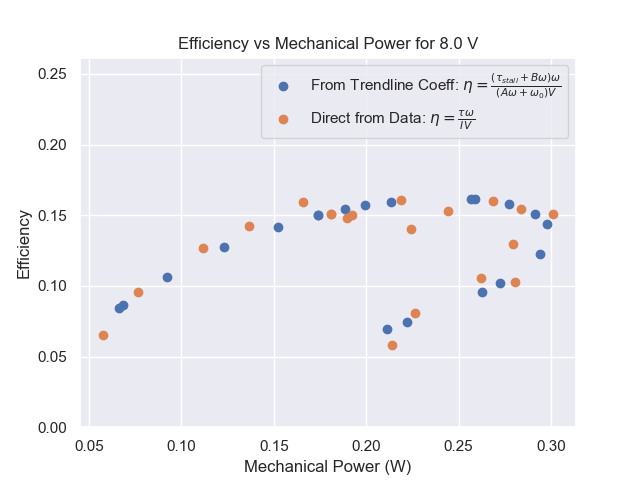 Efficiency vs Mechanical Power for 8.0 V
From Trendline Coeff: η = (τ_stall + Bω)ω / (Aω + ω₀)V
Direct from Data: η = τω / IV
0.25
0.20
0.15
0.10
0.05
0.00
Efficiency
0.05 0.10 0.15 0.20 0.25 0.30
Mechanical Power (W)